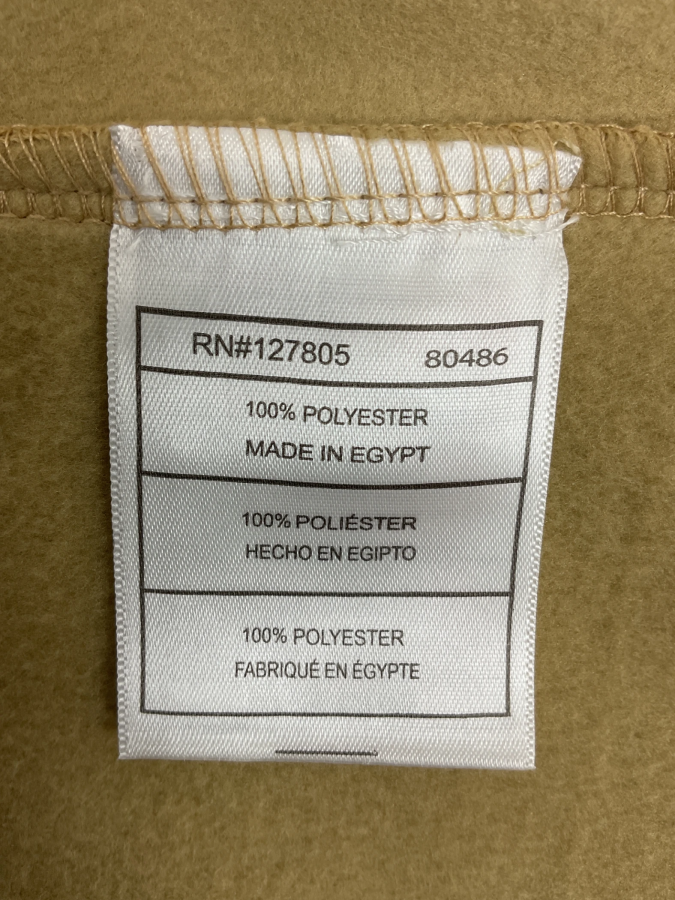 RN#127805 80486
100% POLYESTER
MADE IN EGYPT
100% POLIÉSTER
HECHO EN EGIPTO
100% POLYESTER
FABRIQUÉ EN ÉGYPTE